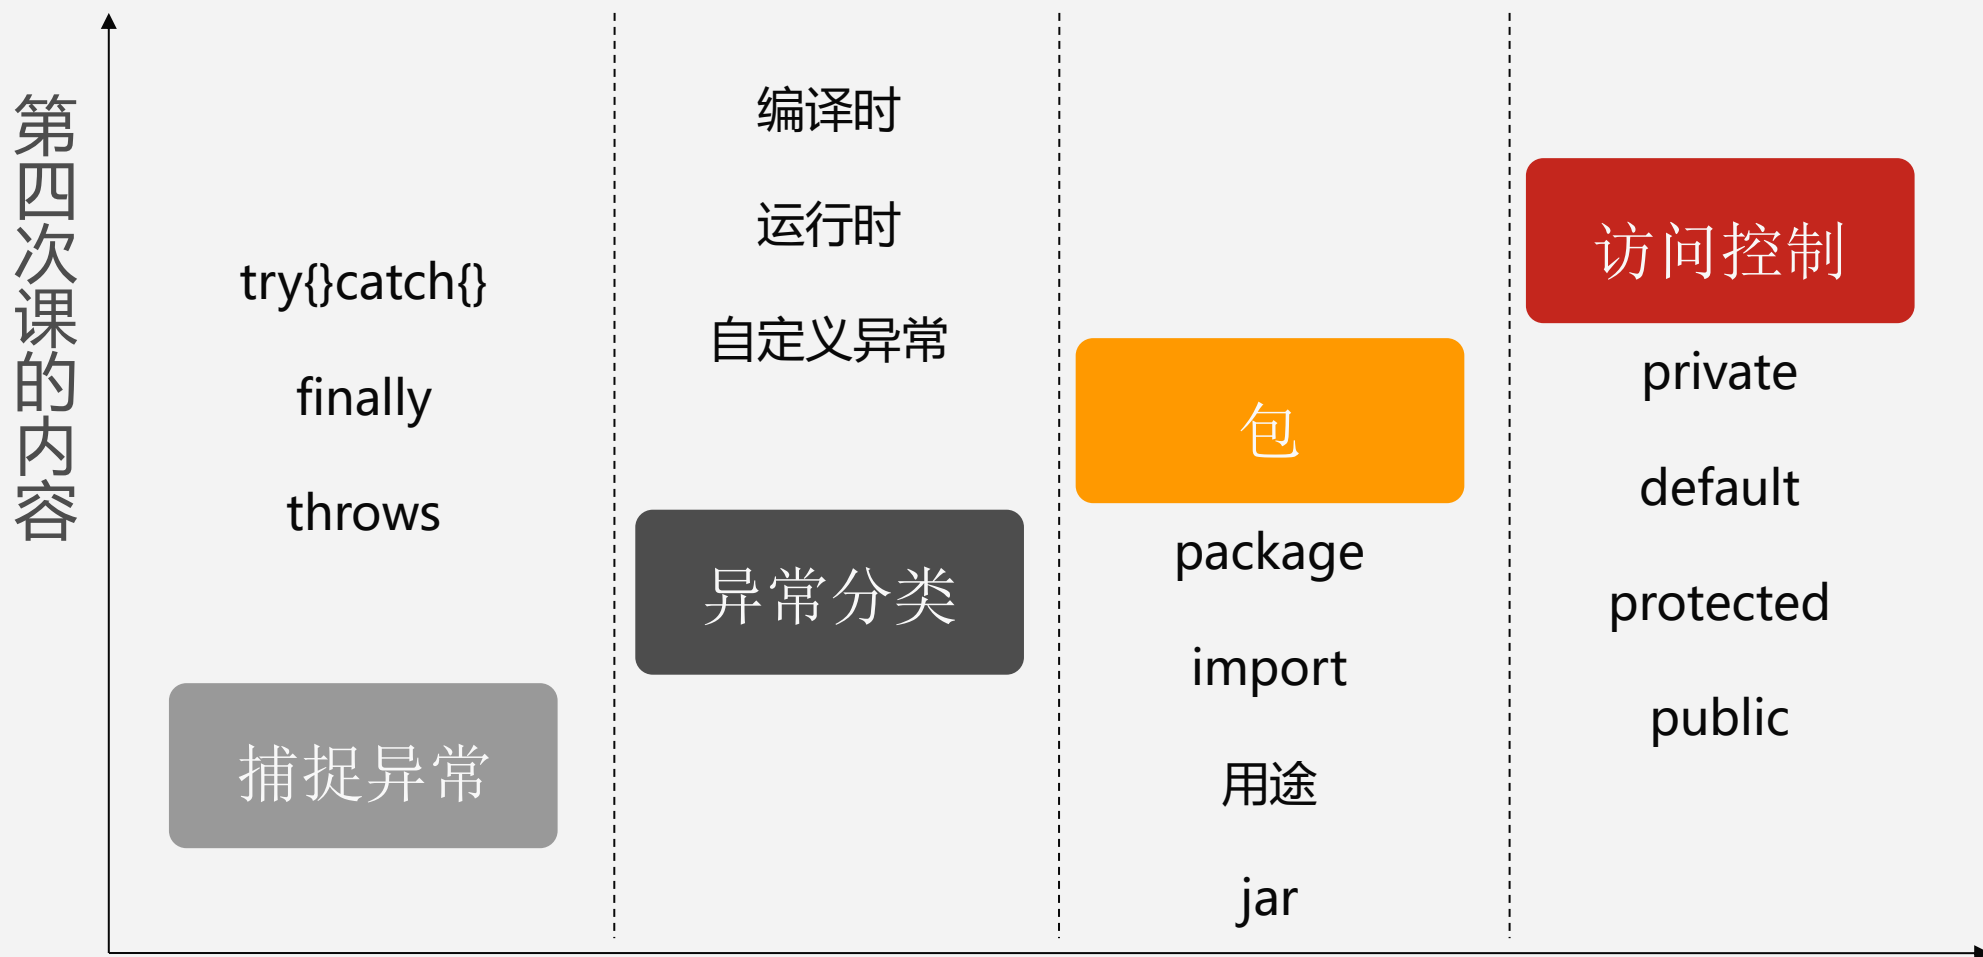 第四次课的内容
try{}catch{}
finally
throws
捕捉异常
编译时
运行时
自定义异常
异常分类
包
package
import
用途
jar
访问控制
private
default
protected
public